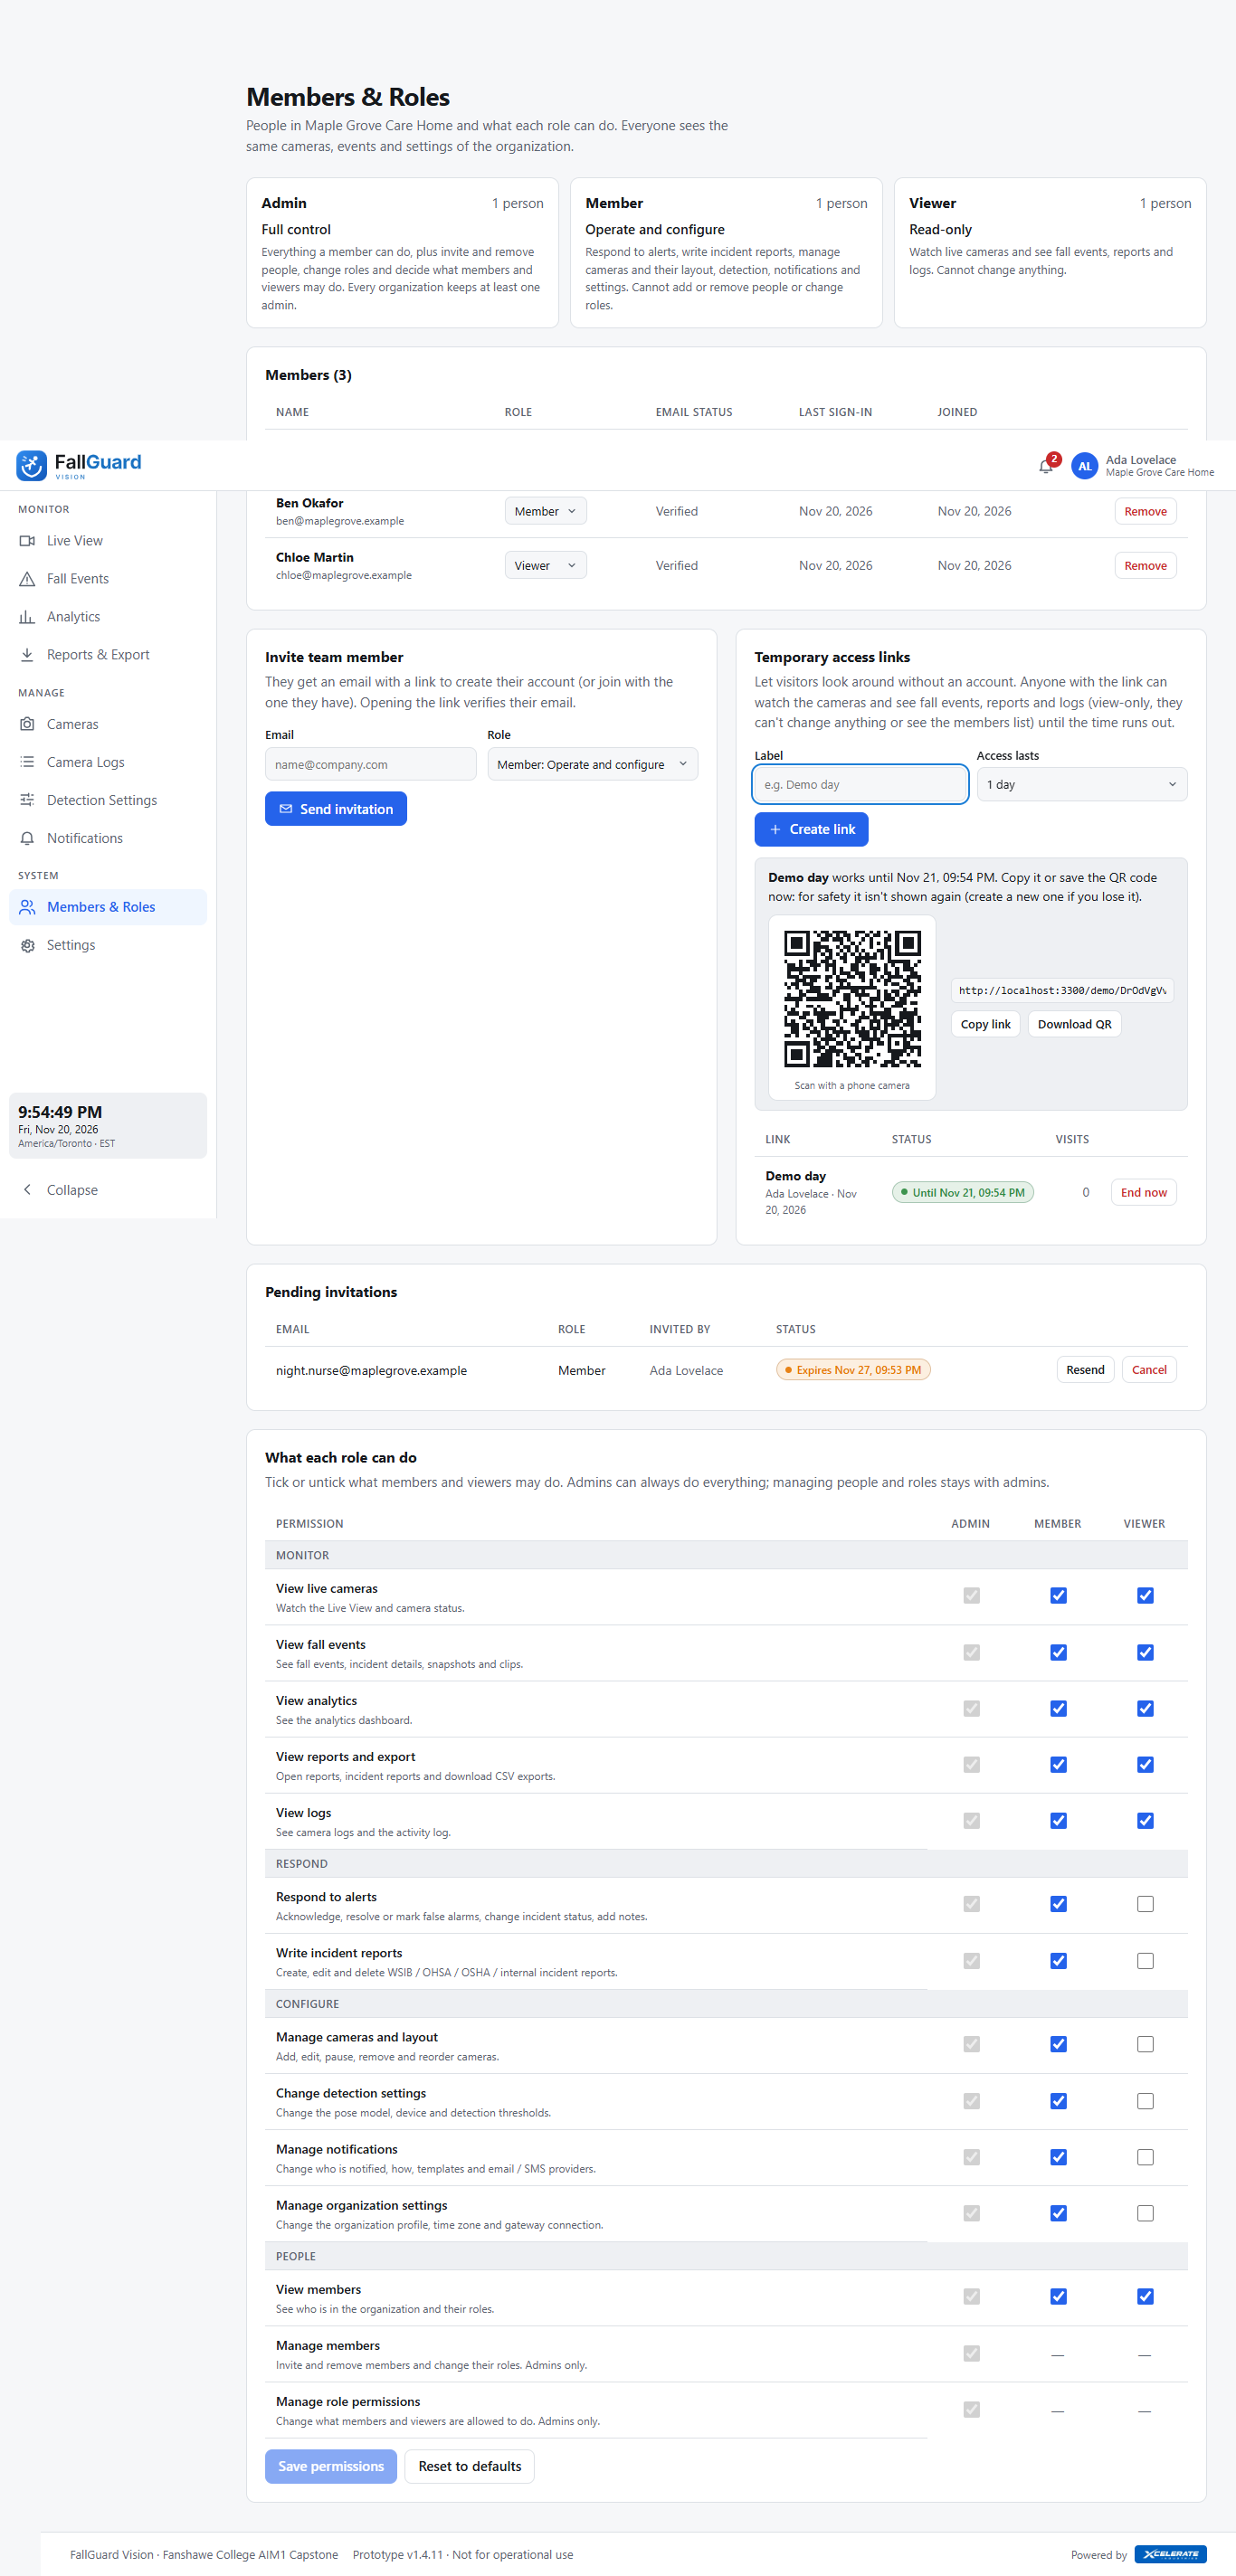 Members & Roles
People in Maple Grove Care Home and what each role can do. Everyone sees the
same cameras, events and settings of the organization.
Admin
1 person
Full control
Everything a member can do, plus invite and remove
people, change roles and decide what members and
viewers may do. Every organization keeps at least one
admin.
Member
1 person
Operate and configure
Respond to alerts, write incident reports, manage
cameras and their layout, detection, notifications and
settings. Cannot add or remove people or change
roles.
Viewer
1 person
Read-only
Watch live cameras and see fall events, reports and
logs. Cannot change anything.
Members (3)
NAME ROLE EMAIL STATUS LAST SIGN-IN JOINED
FallGuard
VISION
2
AL
Ada Lovelace
Maple Grove Care Home
MONITOR
Live View
Fall Events
Analytics
Reports & Export
MANAGE
Cameras
Camera Logs
Detection Settings
Notifications
SYSTEM
Members & Roles
Settings
9:54:49 PM
Fri, Nov 20, 2026
America/Toronto · EST
Collapse
Ben Okafor
ben@maplegrove.example
Member Verified Nov 20, 2026 Nov 20, 2026 Remove
Chloe Martin
chloe@maplegrove.example
Viewer Verified Nov 20, 2026 Nov 20, 2026 Remove
Invite team member
They get an email with a link to create their account (or join with the
one they have). Opening the link verifies their email.
Email Role
name@company.com Member: Operate and configure
Send invitation
Temporary access links
Let visitors look around without an account. Anyone with the link can
watch the cameras and see fall events, reports and logs (view-only, they
can't change anything or see the members list) until the time runs out.
Label Access lasts
e.g. Demo day 1 day
Create link
Demo day works until Nov 21, 09:54 PM. Copy it or save the QR code
now: for safety it isn't shown again (create a new one if you lose it).
http://localhost:3300/demo/DrOdVgV
Copy link Download QR
Scan with a phone camera
LINK STATUS VISITS
Demo day
Ada Lovelace · Nov
20, 2026
Until Nov 21, 09:54 PM 0 End now
Pending invitations
EMAIL ROLE INVITED BY STATUS
night.nurse@maplegrove.example Member Ada Lovelace Expires Nov 27, 09:53 PM Resend Cancel
What each role can do
Tick or untick what members and viewers may do. Admins can always do everything; managing people and roles stays with admins.
PERMISSION ADMIN MEMBER VIEWER
MONITOR
View live cameras
Watch the Live View and camera status.
View fall events
See fall events, incident details, snapshots and clips.
View analytics
See the analytics dashboard.
View reports and export
Open reports, incident reports and download CSV exports.
View logs
See camera logs and the activity log.
RESPOND
Respond to alerts
Acknowledge, resolve or mark false alarms, change incident status, add notes.
Write incident reports
Create, edit and delete WSIB / OHSA / OSHA / internal incident reports.
CONFIGURE
Manage cameras and layout
Add, edit, pause, remove and reorder cameras.
Change detection settings
Change the pose model, device and detection thresholds.
Manage notifications
Change who is notified, how, templates and email / SMS providers.
Manage organization settings
Change the organization profile, time zone and gateway connection.
PEOPLE
View members
See who is in the organization and their roles.
Manage members
Invite and remove members and change their roles. Admins only.
— —
Manage role permissions
Change what members and viewers are allowed to do. Admins only.
— —
Save permissions Reset to defaults
FallGuard Vision · Fanshawe College AIM1 Capstone Prototype v1.4.11 · Not for operational use
Powered by XCELERATE